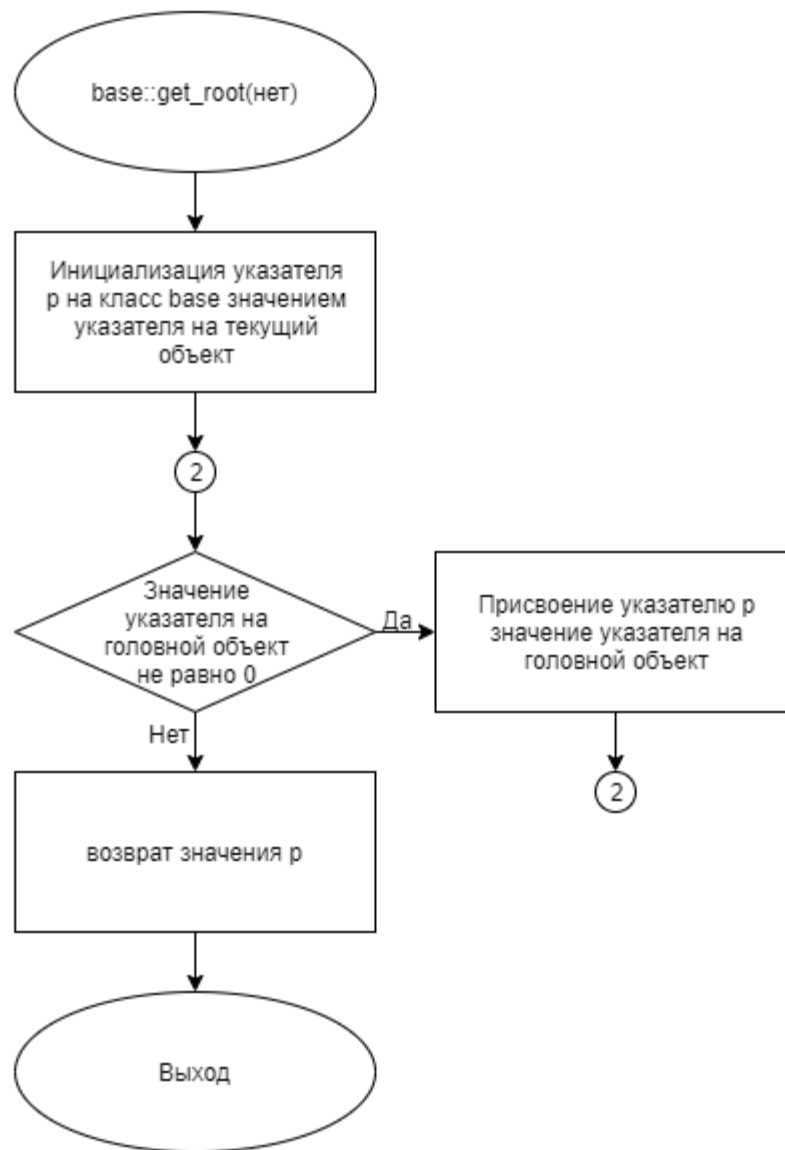 base::get_root(нет)
Инициализация указателя
p на класс base значением
указателя на текущий
объект
2
Значение
указателя на
головной объект
не равно 0
Да
Присвоение указателю p
значение указателя на
головной объект
Нет
2
возврат значения p
Выход